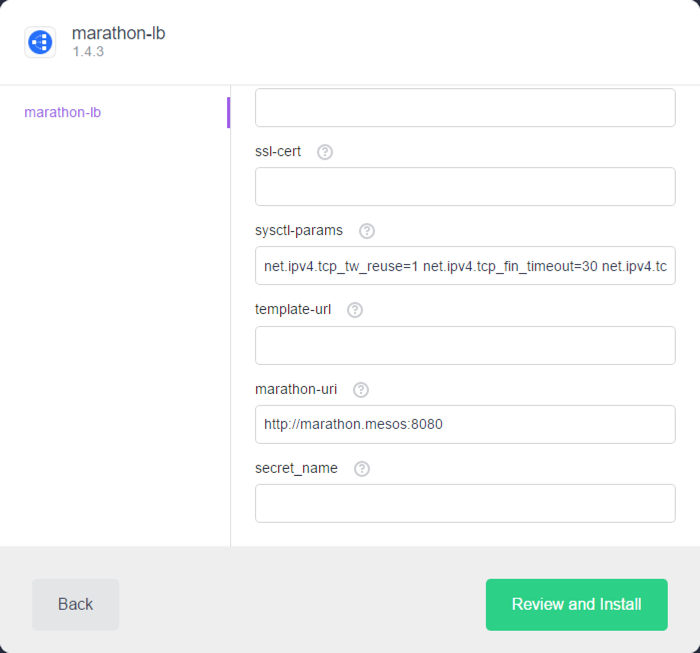 marathon-lb
1.4.3
marathon-lb
ssl-cert ?
sysctl-params ?
net.ipv4.tcp_tw_reuse=1 net.ipv4.tcp_fin_timeout=30 net.ipv4.tc
template-url ?
marathon-uri ?
http://marathon.mesos:8080
secret_name ?
Back
Review and Install